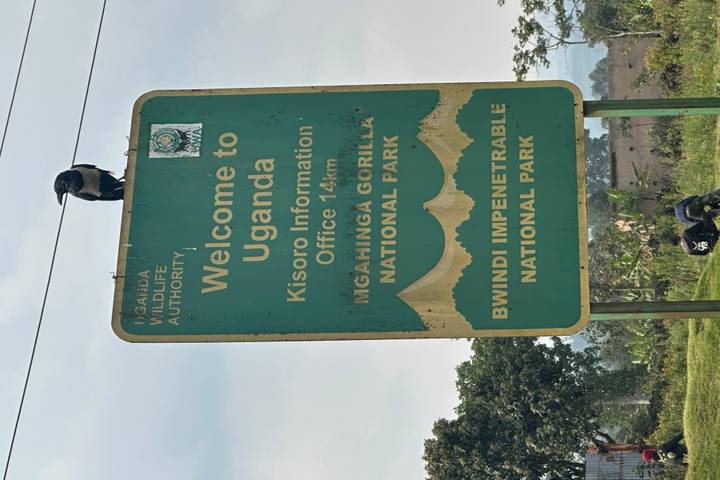 UGANDA
WILDLIFE
AUTHORITY
Welcome to
Uganda
Kisoro Information
Office 14km
MGAHINGA GORILLA
NATIONAL PARK
BWINDI IMPENETRABLE
NATIONAL PARK